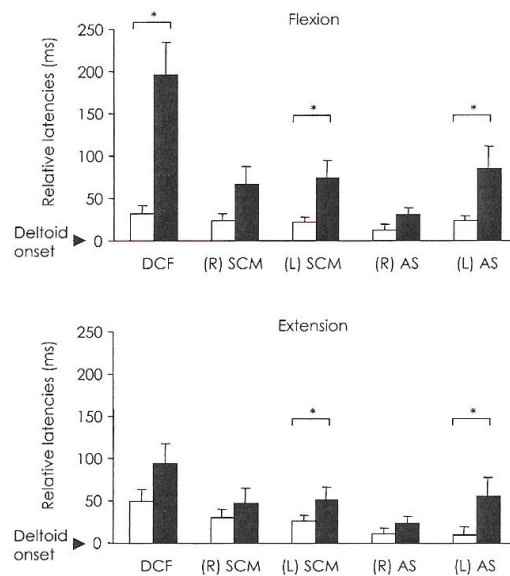 Flexion
Relative latencies (ms)
250
200
150
100
50
0
Deltoid
onset
*
*
*
DCF
(R) SCM
(L) SCM
(R) AS
(L) AS
Extension
Relative latencies (ms)
250
200
150
100
50
0
Deltoid
onset
*
*
DCF
(R) SCM
(L) SCM
(R) AS
(L) AS